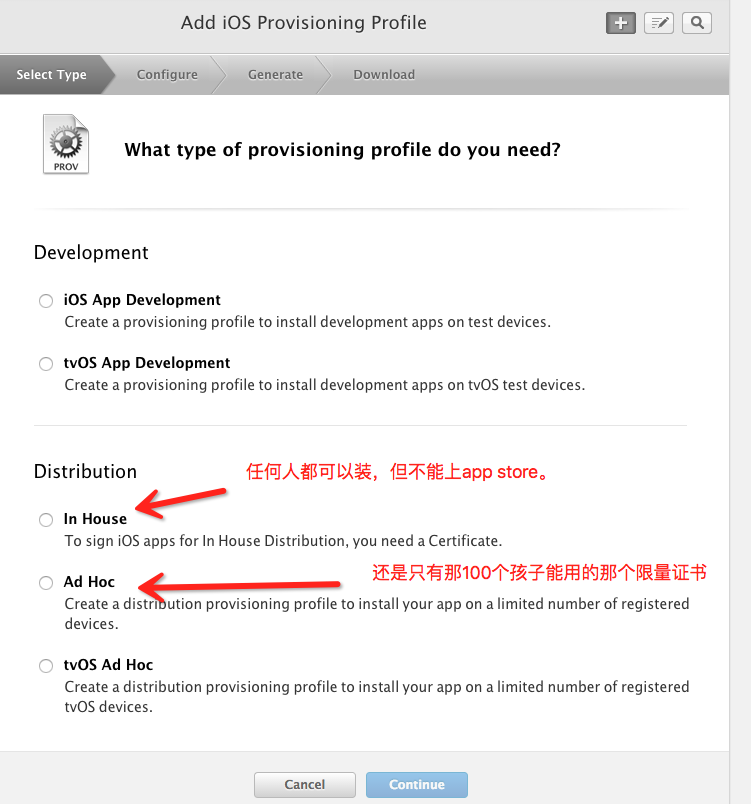 Add iOS Provisioning Profile
Select Type
Configure
Generate
Download
PROV
What type of provisioning profile do you need?
Development
iOS App Development
Create a provisioning profile to install development apps on test devices.
tvOS App Development
Create a provisioning profile to install development apps on tvOS test devices.
Distribution
任何人都可以装，但不能上app store。
In House
To sign iOS apps for In House Distribution, you need a Certificate.
还是只有那100个孩子能用的那个限量证书
Ad Hoc
Create a distribution provisioning profile to install your app on a limited number of registered
devices.
tvOS Ad Hoc
Create a distribution provisioning profile to install your app on a limited number of registered
tvOS devices.
Cancel
Continue